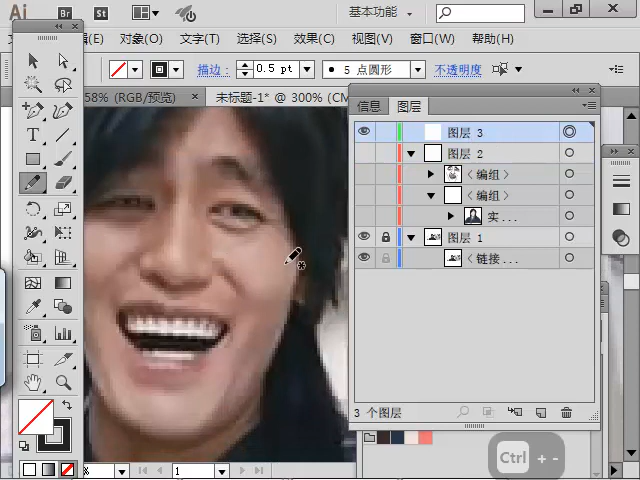 Ai Br St 基本功能
(E) 对象(O) 文字(T) 选择(S) 效果(C) 视图(V) 窗口(W) 帮助(H)
描边: 0.5 pt 5 点圆形 不透明度
58% (RGB/预览) × 未标题-1* @ 300% (CM
信息 图层
图层 3
图层 2
<编组>
<编组>
实...
图层 1
<链接...
3 个图层
% 1
Ctrl + -